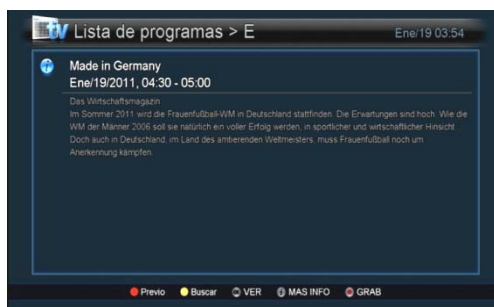 tv Lista de programas > E
Ene/19 03:54
Made in Germany
Ene/19/2011, 04:30 - 05:00
Das Wirtschaftsmagazin
Im Sommer 2011 wird die Frauenfußball-WM in Deutschland stattfinden. Die Erwartungen sind hoch. Wie die
WM der Männer 2006 soll sie natürlich ein voller Erfolg werden, in sportlicher und wirtschaftlicher Hinsicht.
Doch auch in Deutschland, im Land des amtierenden Weltmeisters, muss Frauenfußball noch um
Anerkennung kämpfen.
Previo Buscar VER MAS INFO GRAB